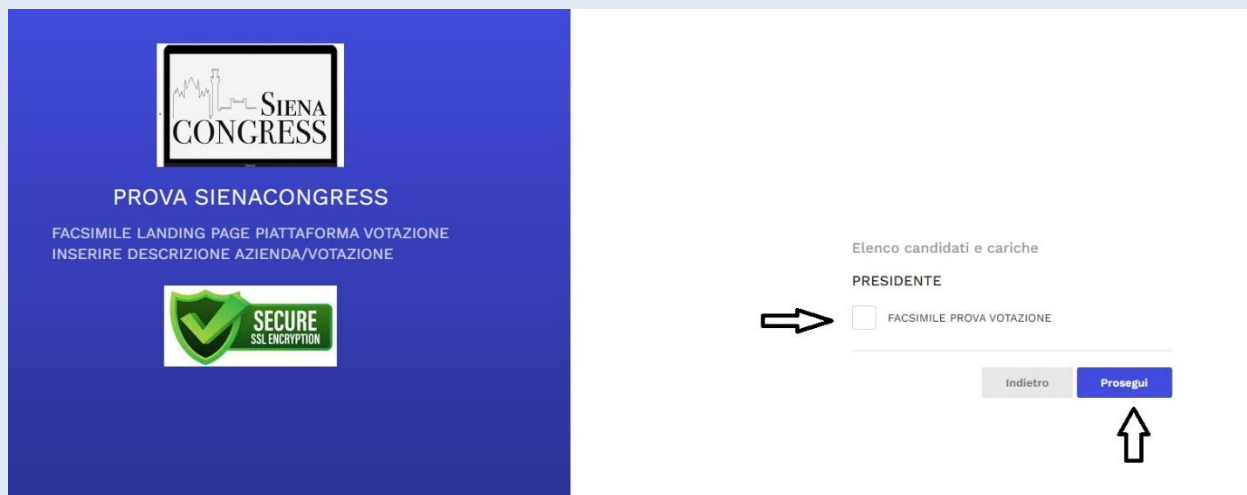 SIENA
CONGRESS
PROVA SIENACONGRESS
FACSIMILE LANDING PAGE PIATTAFORMA VOTAZIONE
INSERIRE DESCRIZIONE AZIENDA/VOTAZIONE
SECURE
SSL ENCRYPTION
Elenco candidati e cariche
PRESIDENTE
FACSIMILE PROVA VOTAZIONE
Indietro
Prosegui